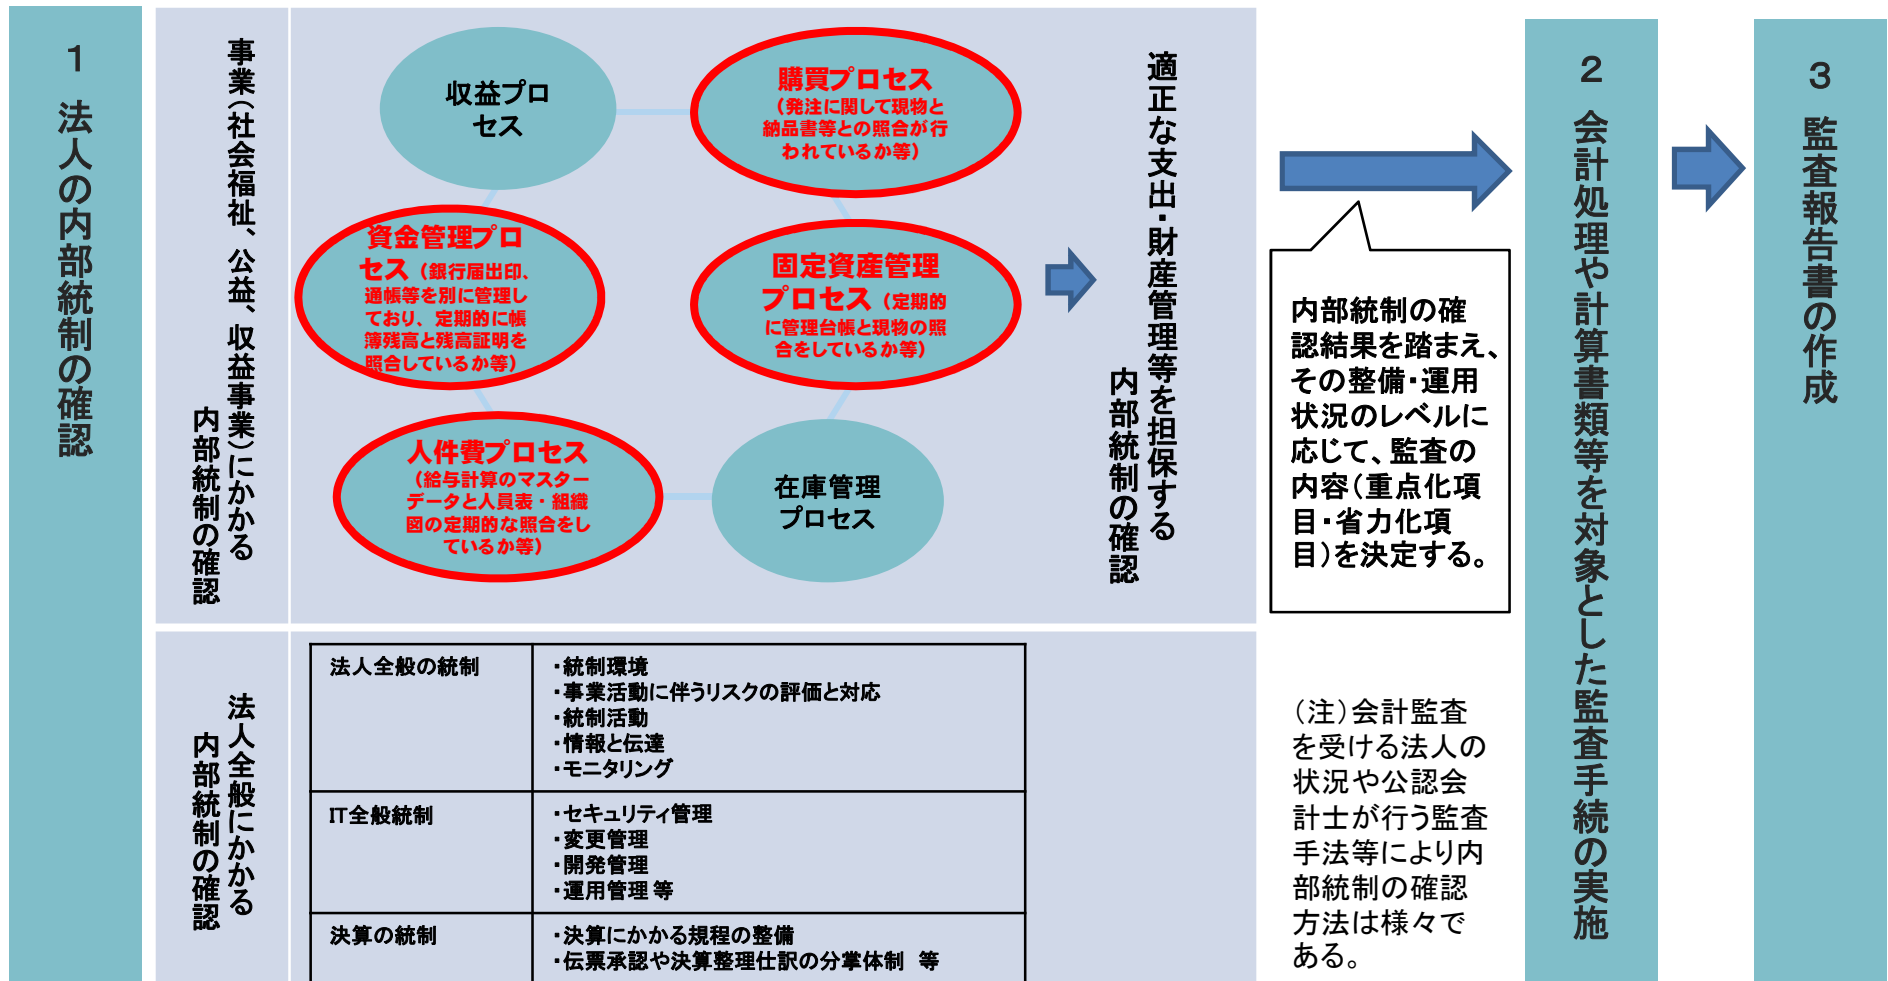 １　法人の内部統制の確認
事業（社会福祉、公益、収益事業）にかかる
内部統制の確認
収益プロ
セス
購買プロセス
（発注に関して現物と
納品書等との照合が行
われているか等）
資金管理プロ
セス（銀行届出印、
通帳等を別に管理し
ており、定期的に帳
簿残高と残高証明を
照合しているか等）
固定資産管理
プロセス（定期的
に管理台帳と現物の照
合をしているか等）
人件費プロセス
（給与計算のマスター
データと人員表・組織
図の定期的な照合をし
ているか等）
在庫管理
プロセス
適正な支出・財産管理等を担保する
内部統制の確認
法人全般にかかる
内部統制の確認
法人全般の統制
・統制環境
・事業活動に伴うリスクの評価と対応
・統制活動
・情報と伝達
・モニタリング
IT全般統制
・セキュリティ管理
・変更管理
・開発管理
・運用管理 等
決算の統制
・決算にかかる規程の整備
・伝票承認や決算整理仕訳の分掌体制　等
内部統制の確
認結果を踏まえ、
その整備・運用
状況のレベルに
応じて、監査の
内容（重点化項
目・省力化項
目）を決定する。
（注）会計監査
を受ける法人の
状況や公認会
計士が行う監査
手法等により内
部統制の確認
方法は様々で
ある。
２　会計処理や計算書類等を対象とした監査手続の実施
３　監査報告書の作成